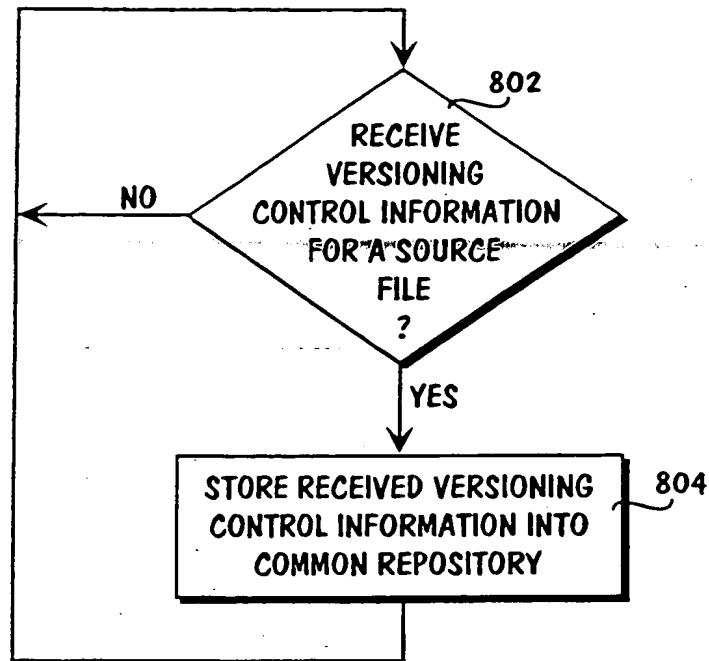 802
RECEIVE
VERSIONING
CONTROL INFORMATION
FOR A SOURCE
FILE
?
NO
YES
STORE RECEIVED VERSIONING
CONTROL INFORMATION INTO
COMMON REPOSITORY
804